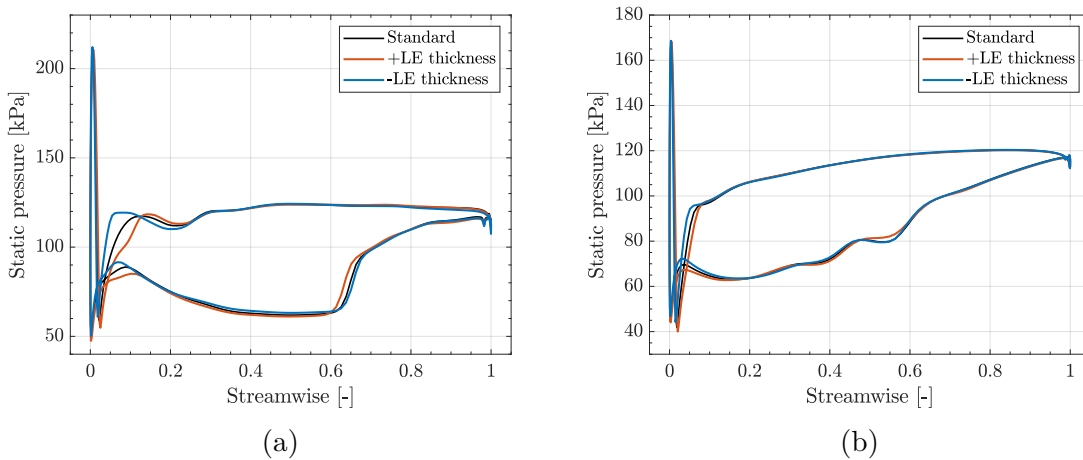 Static pressure [kPa]
200
150
100
50
0
0.2
0.4
0.6
0.8
1
Streamwise [-]
Standard
+LE thickness
-LE thickness
(a)
Static pressure [kPa]
180
160
140
120
100
80
60
40
0
0.2
0.4
0.6
0.8
1
Streamwise [-]
Standard
+LE thickness
-LE thickness
(b)